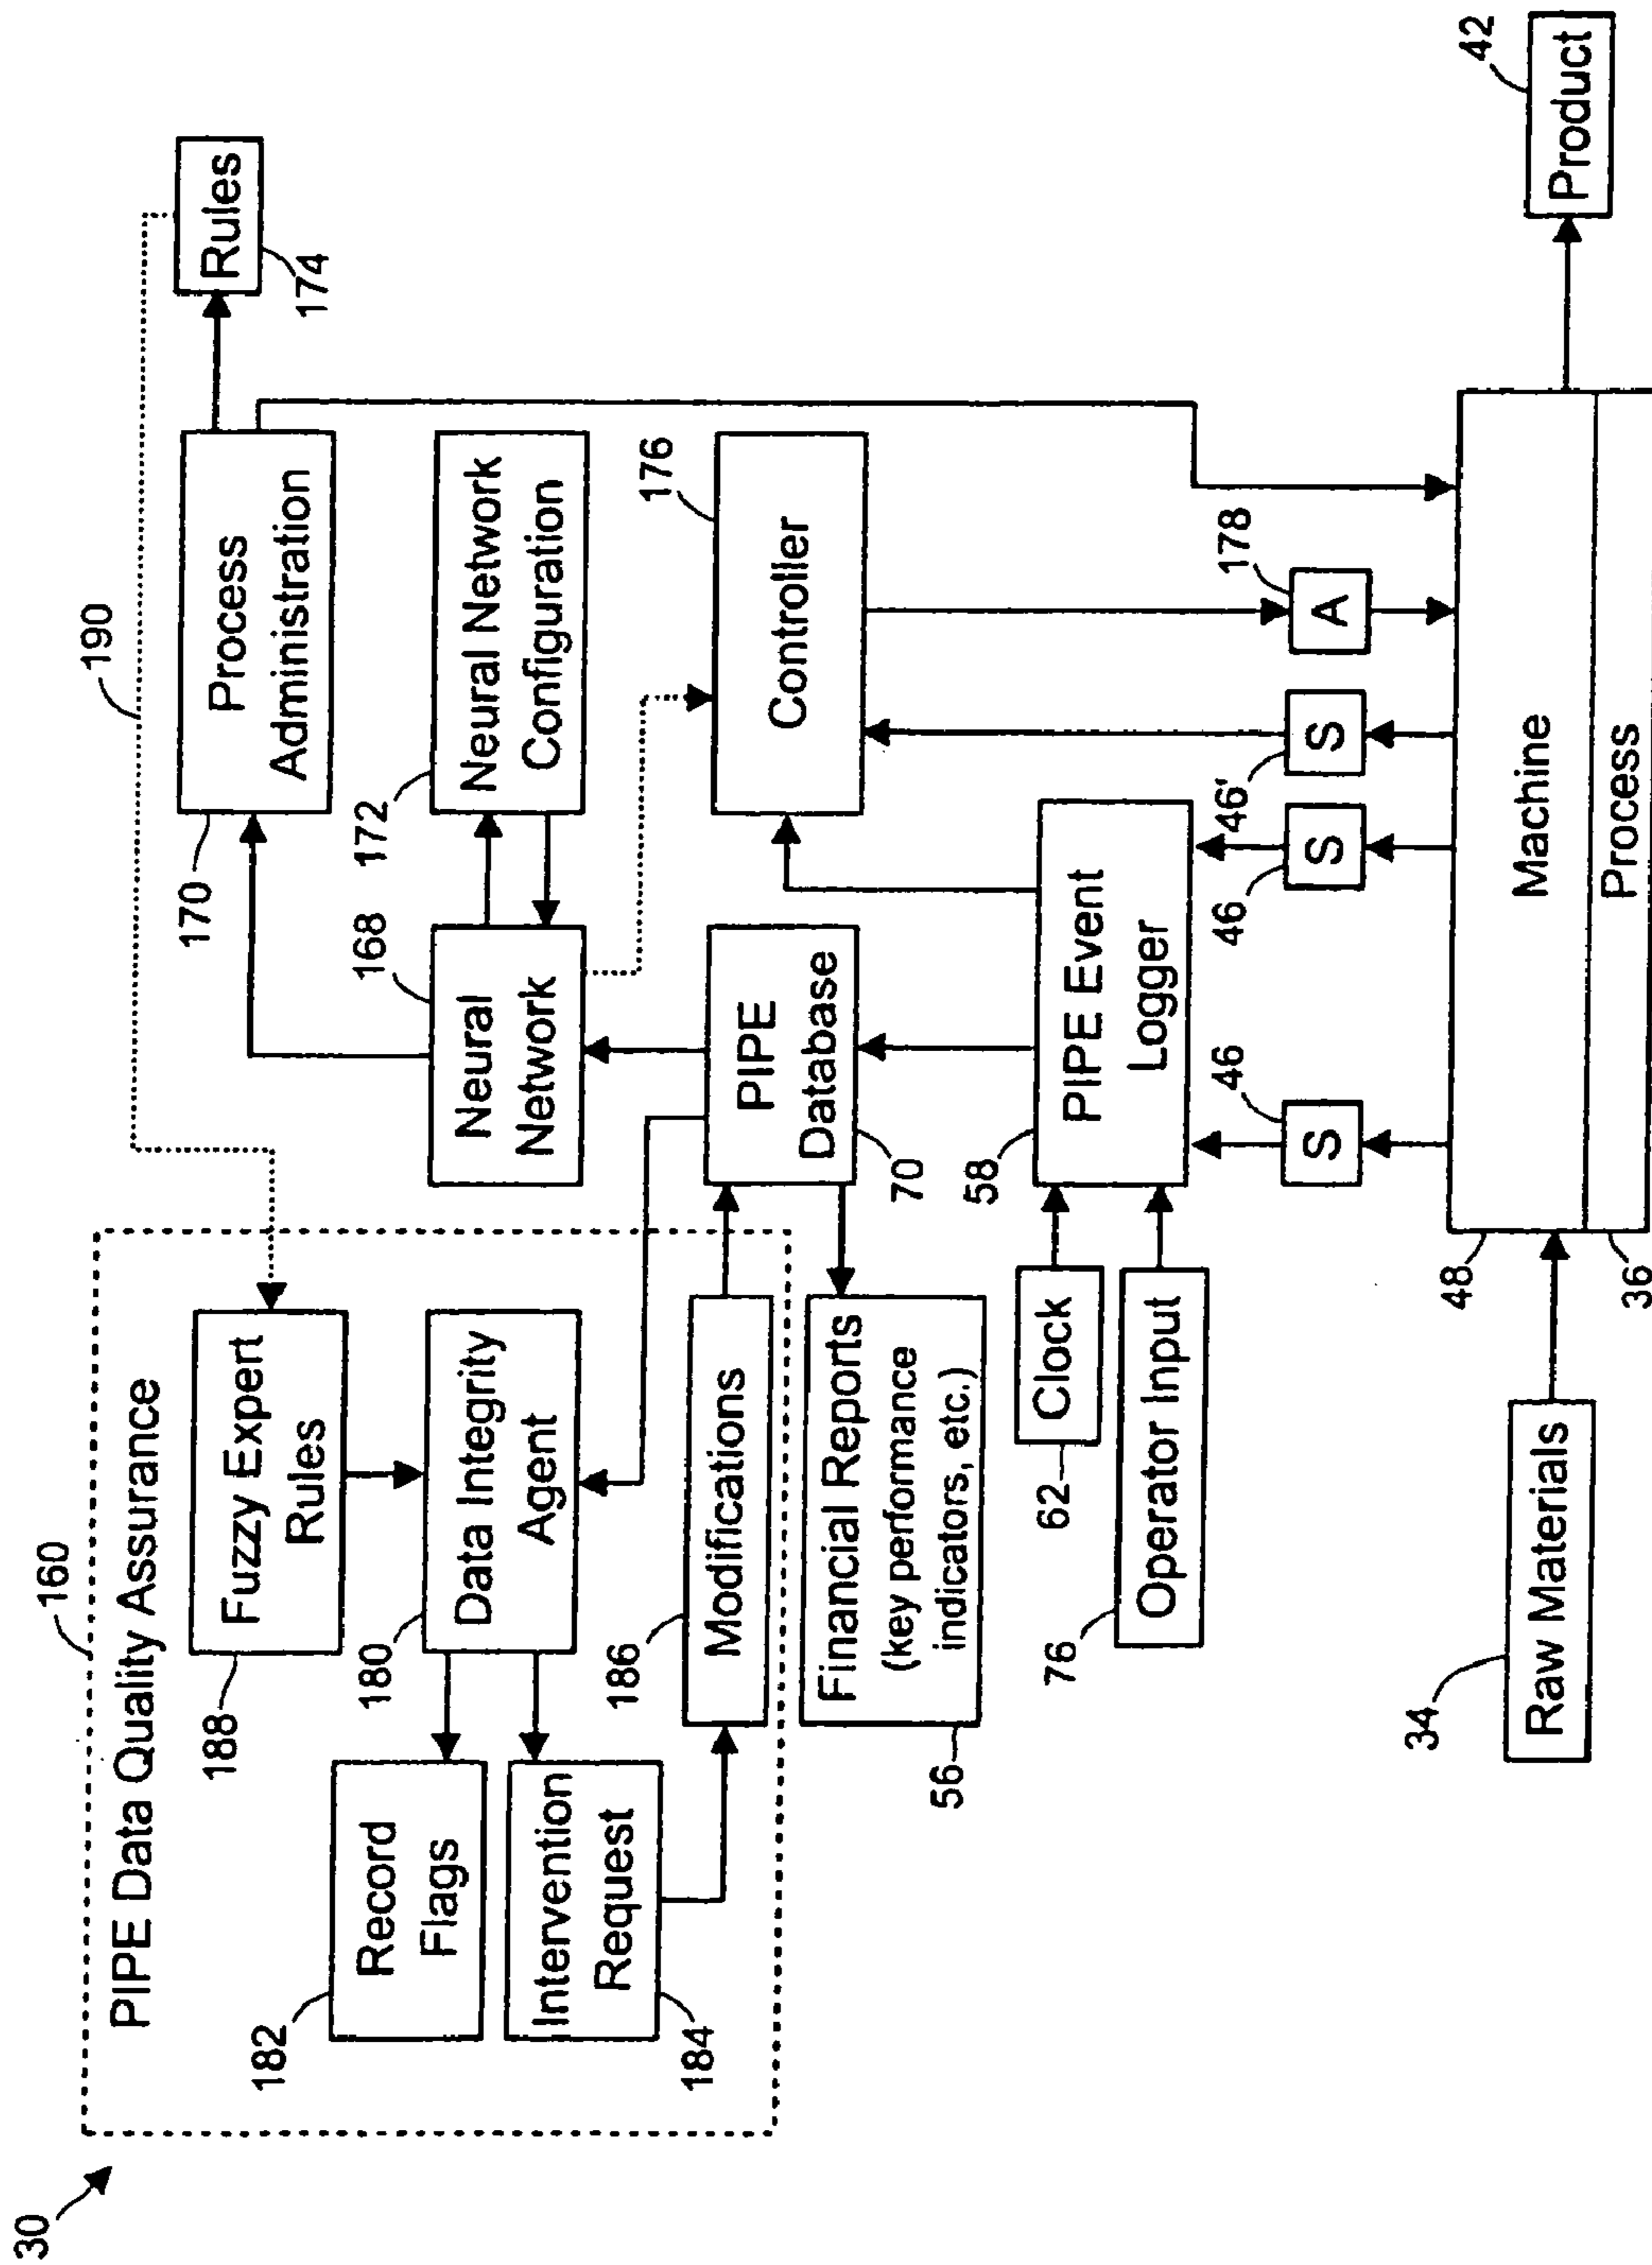 30
160
PIPE Data Quality Assurance
190
188
Fuzzy Expert
Rules
170
Process
Administration
Rules
174
182
Record
Flags
180
Data Integrity
Agent
168
Neural
Network
172
Neural Network
Configuration
Intervention
Request
184
186
Modifications
PIPE
Database
70
176
Controller
Financial Reports
(key performance
indicators, etc.)
56
Clock
62
58
PIPE Event
Logger
76
Operator Input
46
S
46
S
46'
S
178
A
34
Raw Materials
48
Machine
36
Process
42
Product